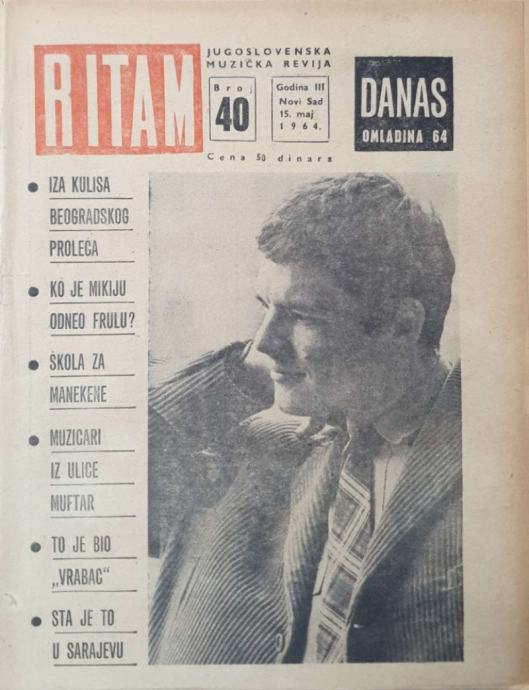 RITAM
JUGOSLOVENSKA
MUZIČKA REVIJA
Broj
40
Godina III
Novi Sad
15. maj
1964.
Cena 50 dinara
DANAS
OMLADINA 64
• IZA KULISA
BEOGRADSKOG
PROLEĆA
• KO JE MIKIJU
ODNEO FRULU?
• ŠKOLA ZA
MANEKENE
• MUZIČARI
IZ ULICE
MUFTAR
• TO JE BIO
„VRABAC“
• ŠTA JE TO
U SARAJEVU